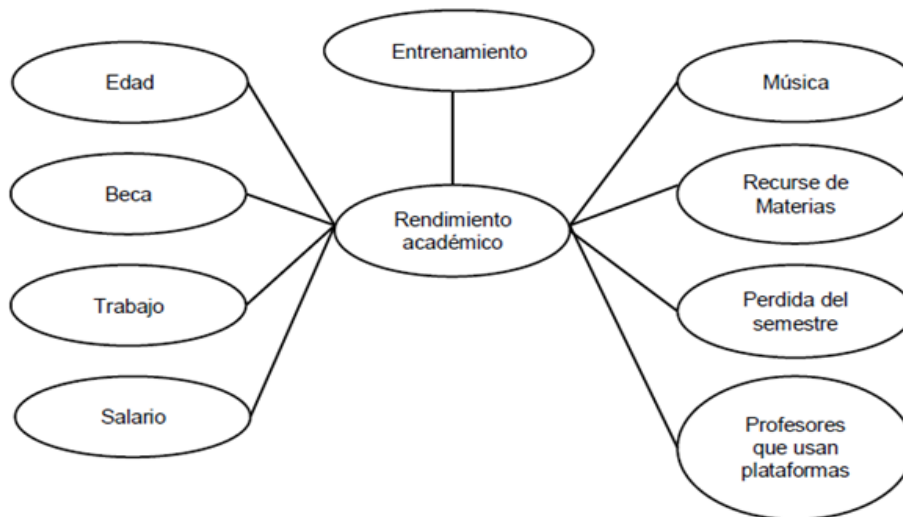 Entrenamiento
Edad
Música
Beca
Recurse de
Materias
Rendimiento
académico
Trabajo
Perdida del
semestre
Salario
Profesores
que usan
plataformas